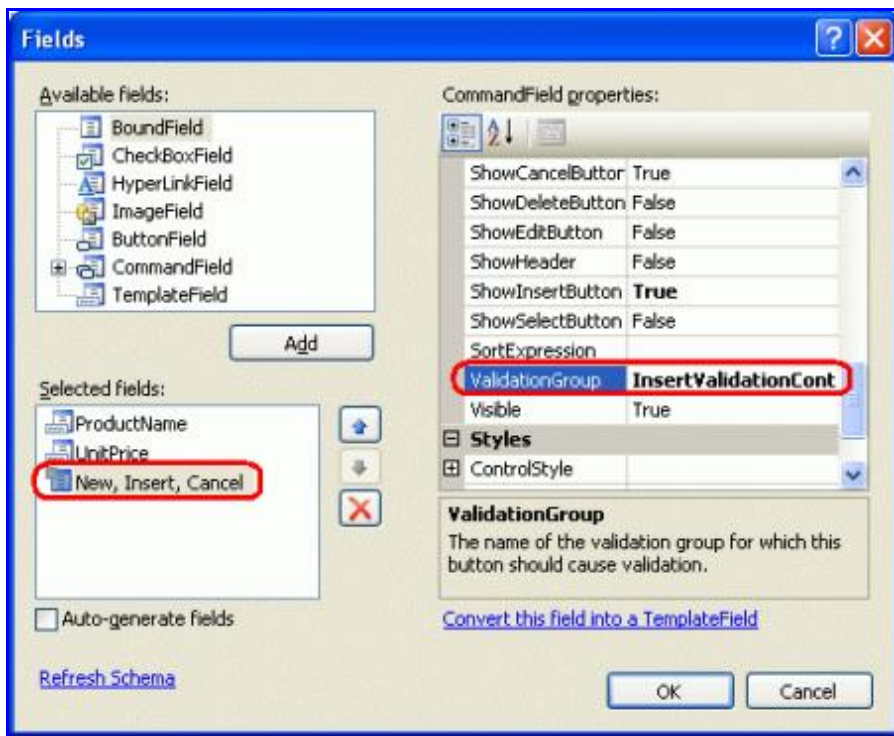 Fields
Available fields:
BoundField
CheckBoxField
HyperLinkField
ImageField
ButtonField
CommandField
TemplateField
Add
Selected fields:
ProductName
UnitPrice
New, Insert, Cancel
Auto-generate fields
Refresh Schema
CommandField properties:
ShowCancelButtor True
ShowDeleteButton False
ShowEditButton False
ShowHeader False
ShowInsertButton True
ShowSelectButton False
SortExpression
ValidationGroup InsertValidationCont
Visible True
Styles
ControlStyle
ValidationGroup
The name of the validation group for which this
button should cause validation.
Convert this field into a TemplateField
OK Cancel